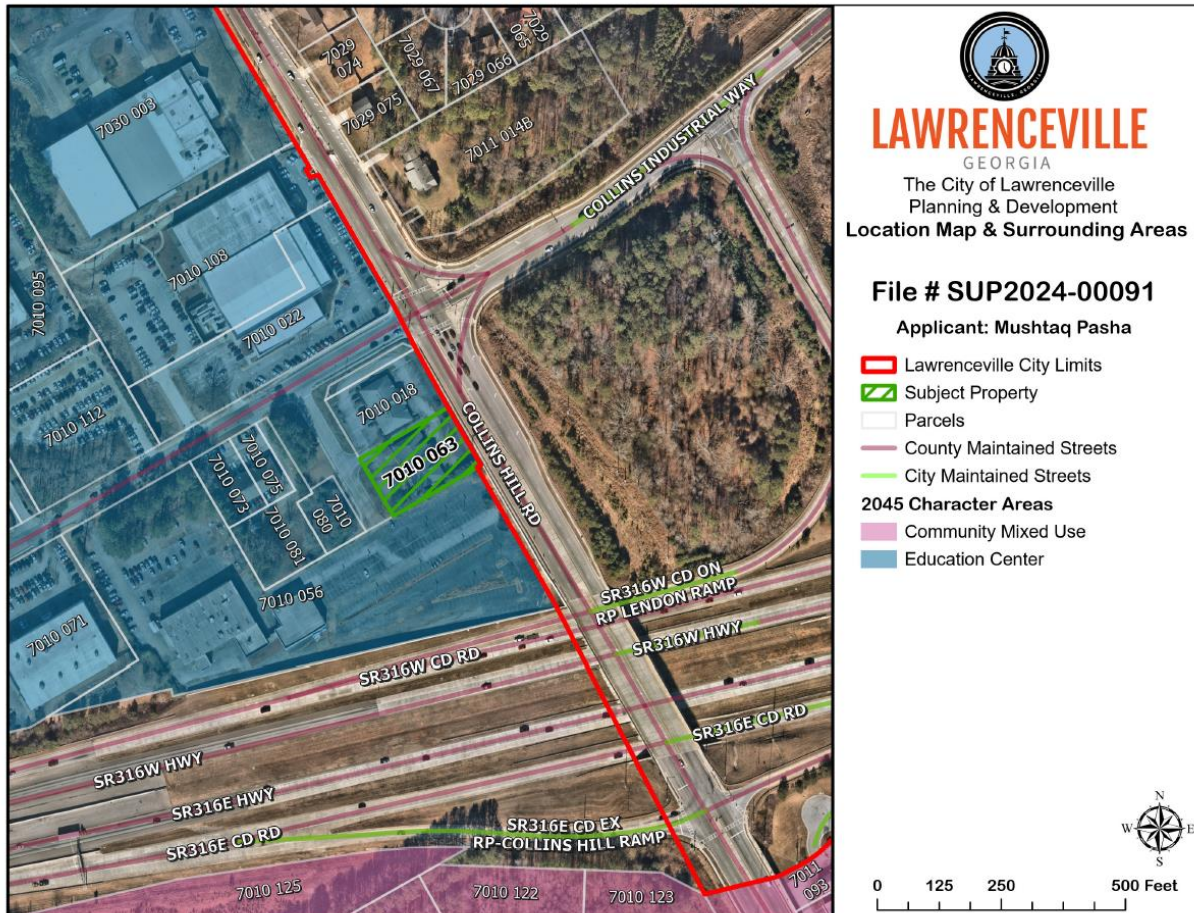 7029 074
7029 067
7029 065
7029 066
7029 075
7011 014B
7030 003
COLLINS INDUSTRIAL WAY
7010 108
7010 095
7010 022
7010 112
7010 018
COLLINS HILL RD
7010 063
7010 075
7010 073
7010 080
7010 081
7010 056
7010 071
SR316W CD ON
RP LENDON RAMP
SR316W HWY
SR316W CD RD
SR316E CD RD
SR316W HWY
SR316E HWY
SR316E CD EX
RP-COLLINS HILL RAMP
SR316E CD RD
7010 125
7010 122
7010 123
7011 093
LAWRENCEVILLE
GEORGIA
The City of Lawrenceville
Planning & Development
Location Map & Surrounding Areas
File # SUP2024-00091
Applicant: Mushtaq Pasha
Lawrenceville City Limits
Subject Property
Parcels
County Maintained Streets
City Maintained Streets
2045 Character Areas
Community Mixed Use
Education Center
N
W E
S
0 125 250 500 Feet